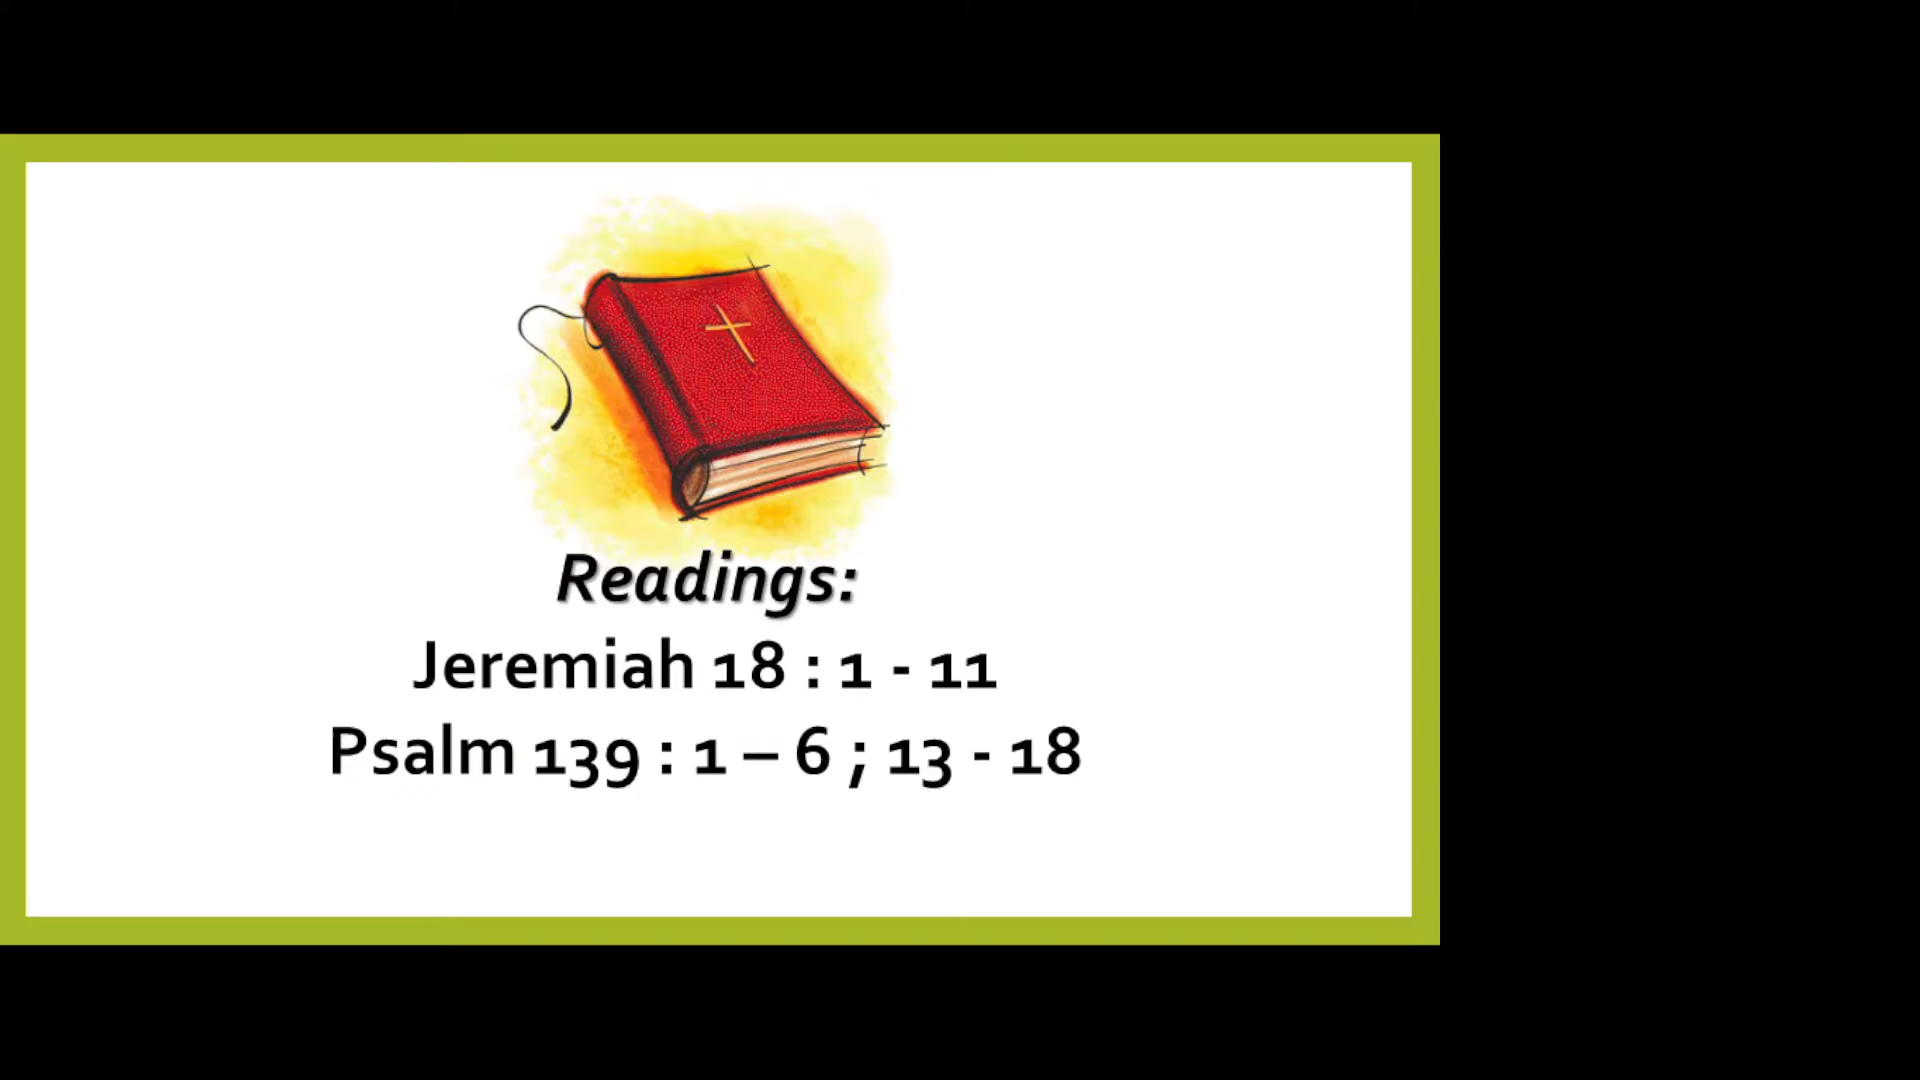 Readings:
Jeremiah 18 : 1 - 11
Psalm 139 : 1 – 6 ; 13 - 18